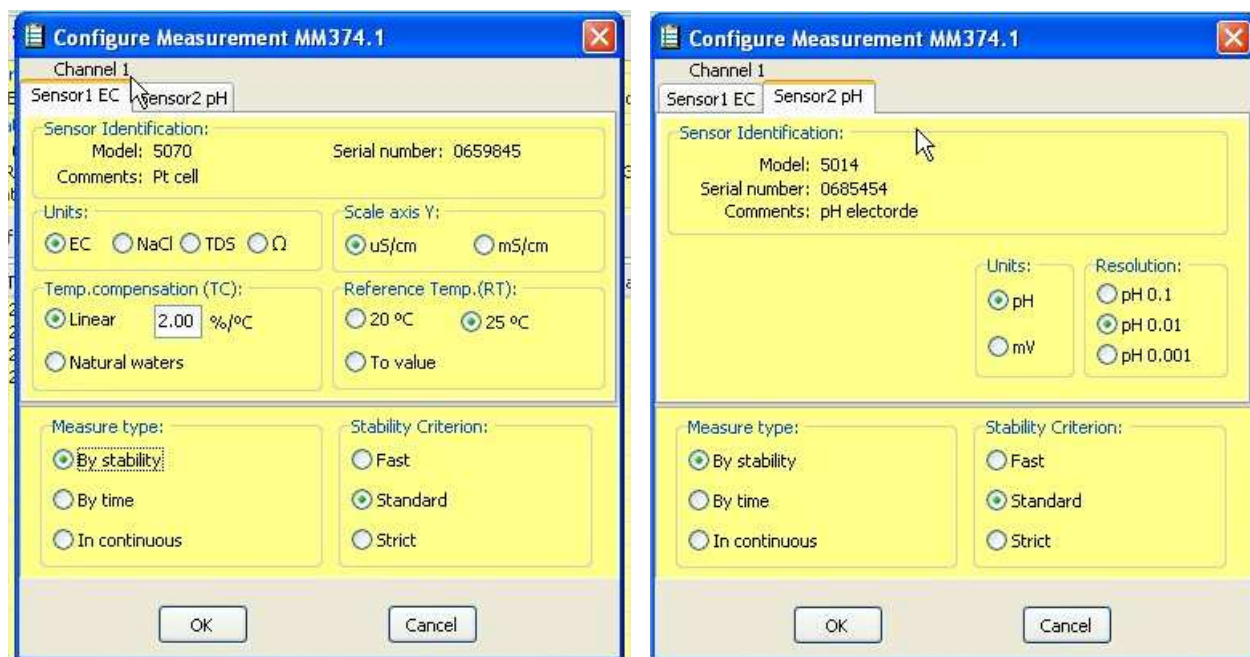 Configure Measurement MM374.1
Channel 1
Sensor1 EC Sensor2 pH
Sensor Identification:
Model: 5070 Serial number: 0659845
Comments: Pt cell
Units: Scale axis Y:
EC NaCl TDS Ω uS/cm mS/cm
Temp.compensation (TC): Reference Temp.(RT):
Linear 2.00 %/ºC 20 ºC 25 ºC
Natural waters To value
Measure type: Stability Criterion:
By stability Fast
By time Standard
In continuous Strict
OK Cancel
Configure Measurement MM374.1
Channel 1
Sensor1 EC Sensor2 pH
Sensor Identification:
Model: 5014
Serial number: 0685454
Comments: pH electorde
Units: Resolution:
pH pH 0.1
pH 0.01
mV pH 0.001
Measure type: Stability Criterion:
By stability Fast
By time Standard
In continuous Strict
OK Cancel